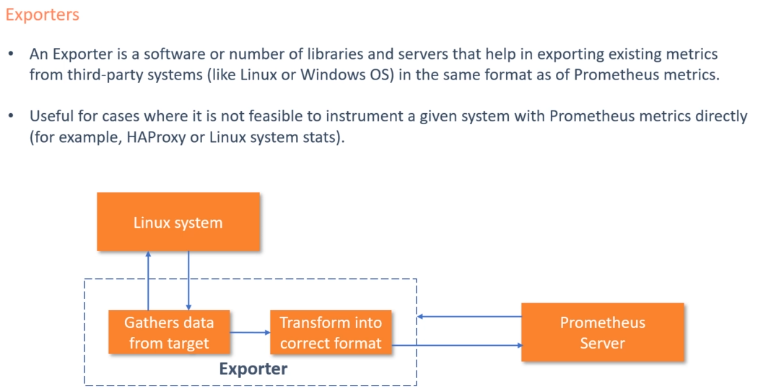 Exporters
• An Exporter is a software or number of libraries and servers that help in exporting existing metrics
from third-party systems (like Linux or Windows OS) in the same format as of Prometheus metrics.
• Useful for cases where it is not feasible to instrument a given system with Prometheus metrics directly
(for example, HAProxy or Linux system stats).
Linux system
Gathers data
from target
Transform into
correct format
Exporter
Prometheus
Server